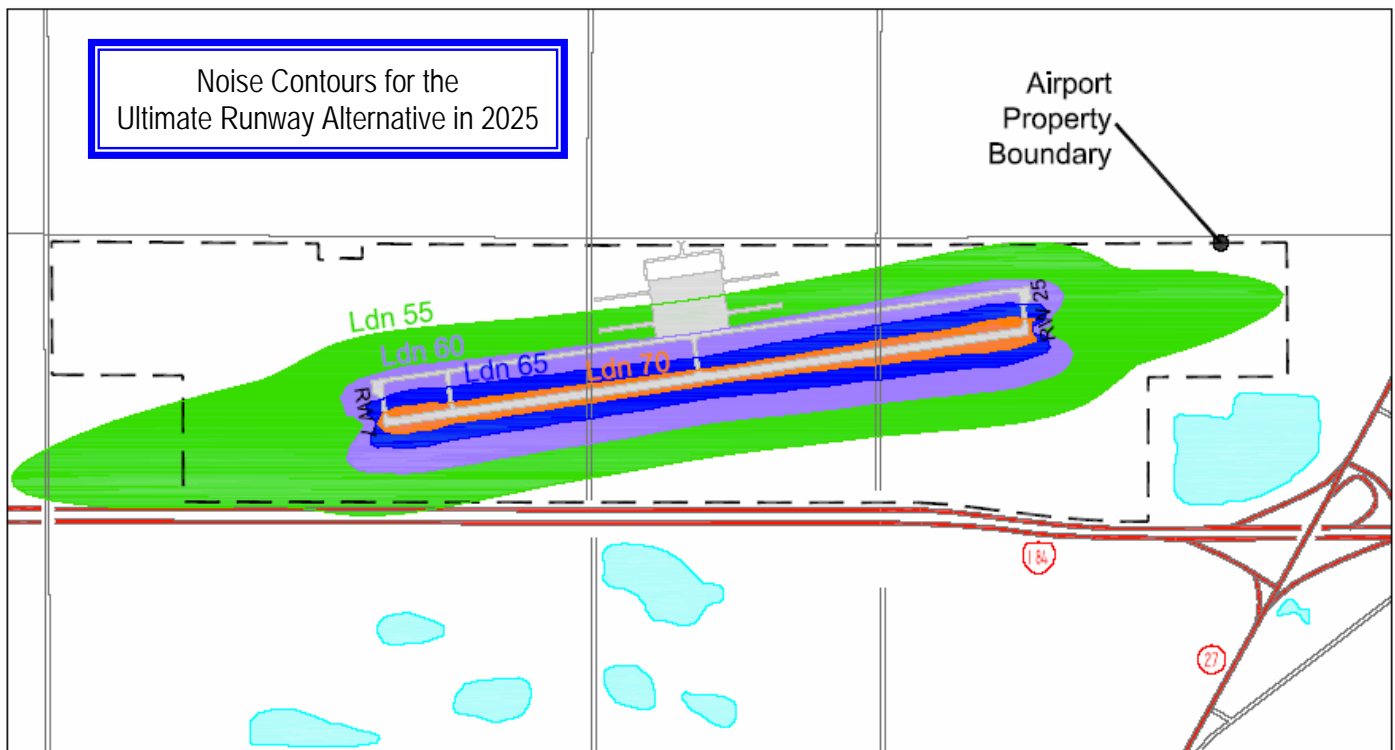 Noise Contours for the
Ultimate Runway Alternative in 2025
Airport
Property
Boundary
Ldn 55
Ldn 60
Ldn 65
Ldn 70
RW 25
RW 7
I 84
27